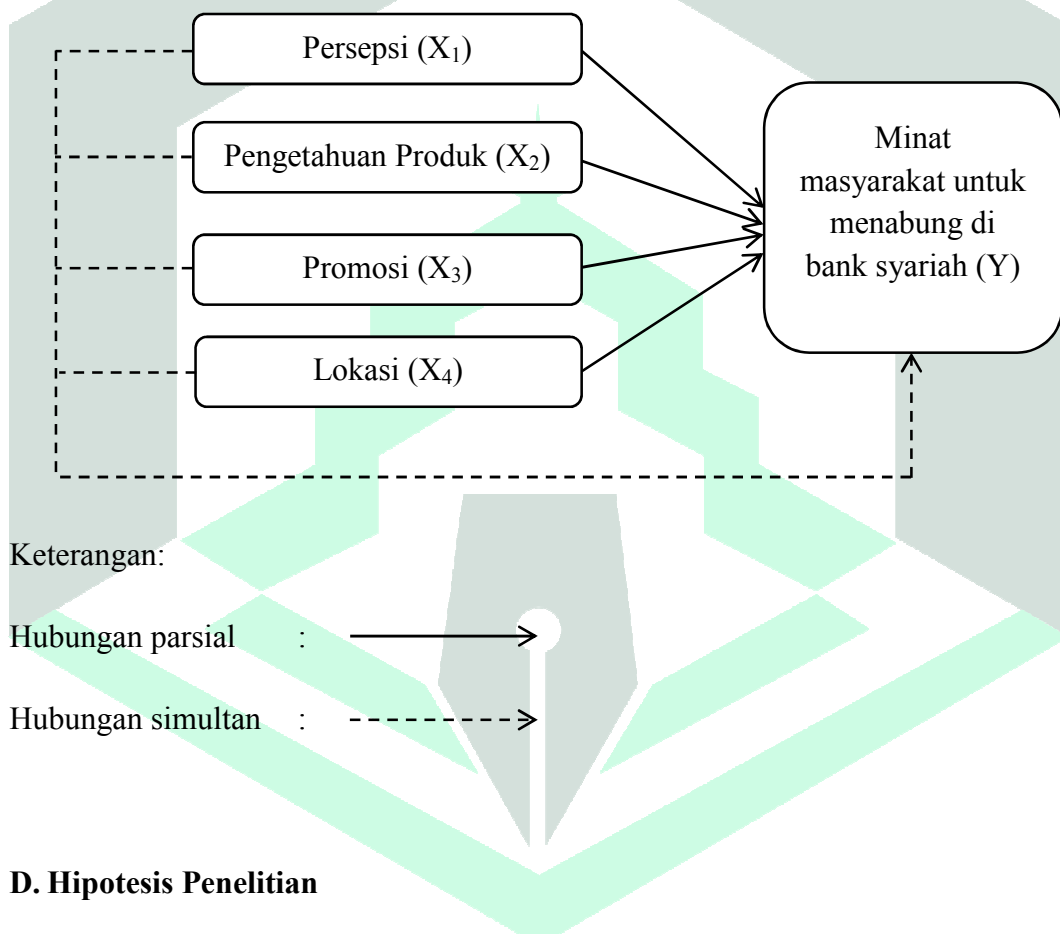 Persepsi (X₁)
Pengetahuan Produk (X₂)
Promosi (X₃)
Lokasi (X₄)
Minat
masyarakat untuk
menabung di
bank syariah (Y)
Keterangan:
Hubungan parsial :
Hubungan simultan :
D. Hipotesis Penelitian